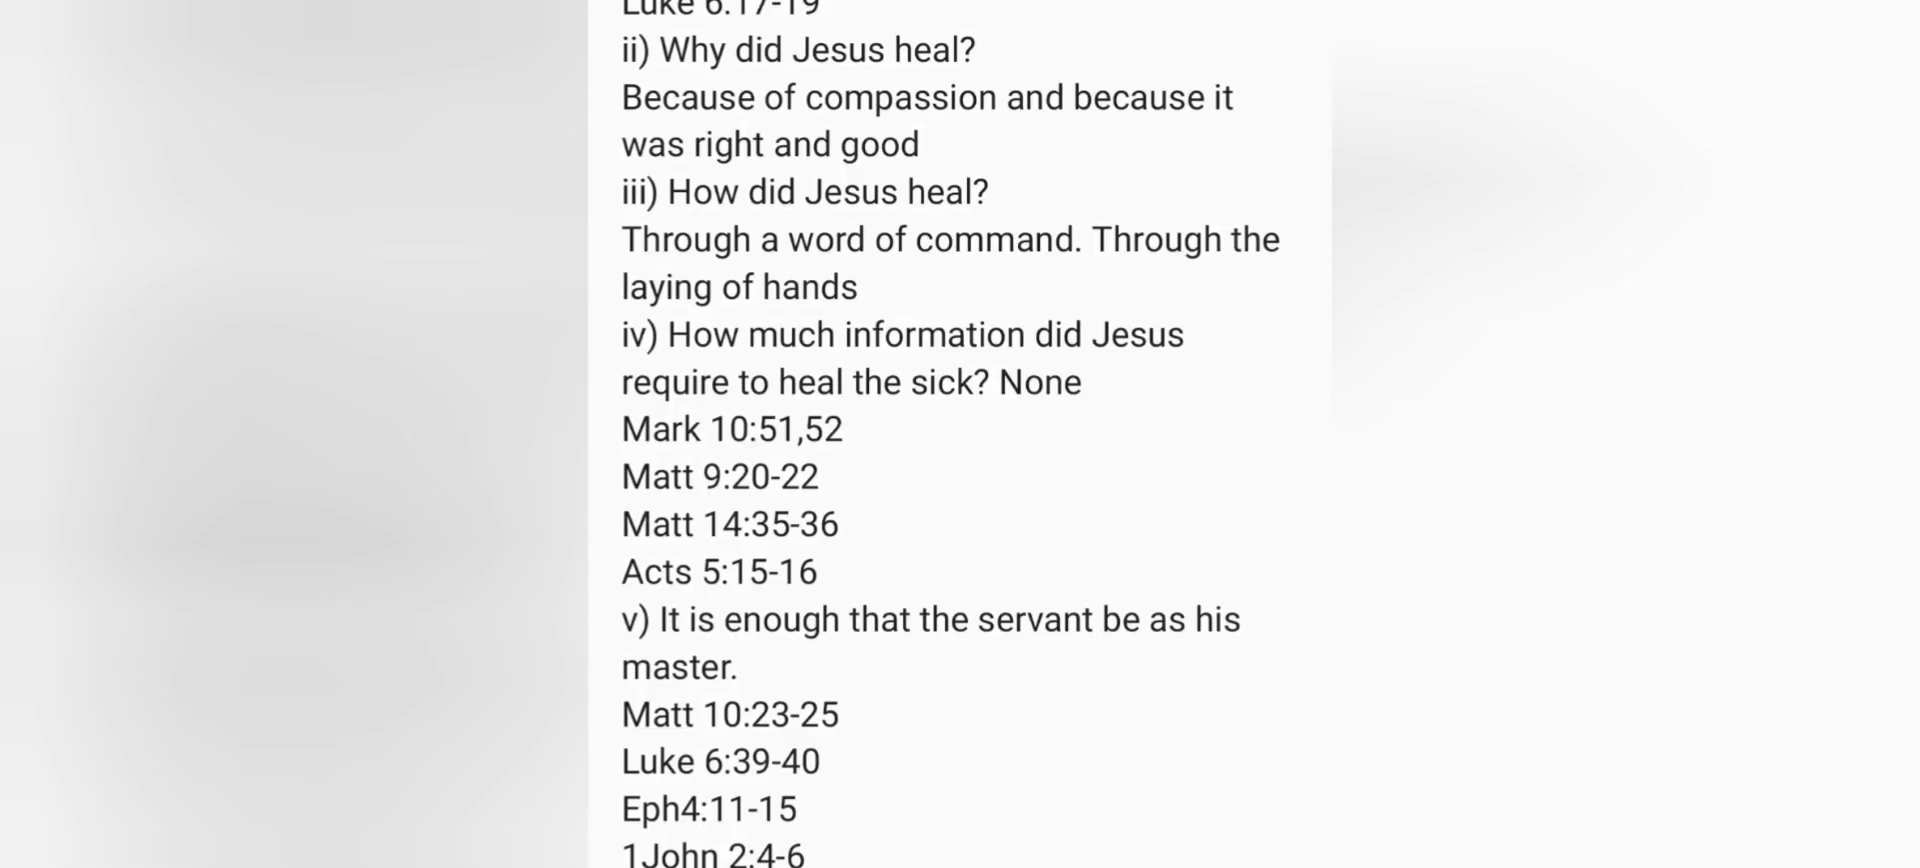 Luke 6:17-19
ii) Why did Jesus heal?
Because of compassion and because it
was right and good
iii) How did Jesus heal?
Through a word of command. Through the
laying of hands
iv) How much information did Jesus
require to heal the sick? None
Mark 10:51,52
Matt 9:20-22
Matt 14:35-36
Acts 5:15-16
v) It is enough that the servant be as his
master.
Matt 10:23-25
Luke 6:39-40
Eph4:11-15
1John 2:4-6